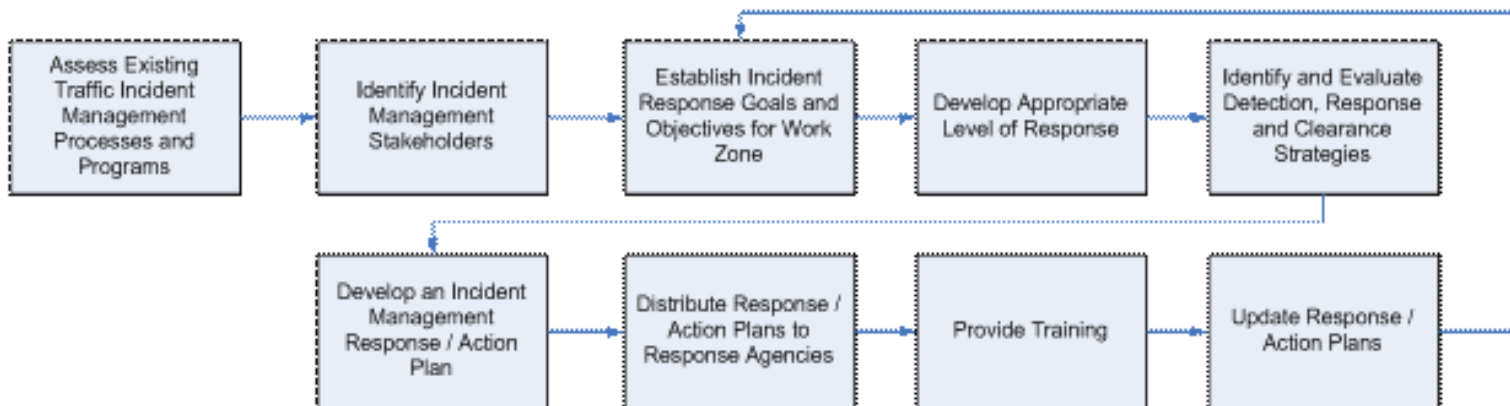 Assess Existing
Traffic Incident
Management
Processes and
Programs
Identify Incident
Management
Stakeholders
Establish Incident
Response Goals and
Objectives for Work
Zone
Develop Appropriate
Level of Response
Identify and Evaluate
Detection, Response
and Clearance
Strategies
Develop an Incident
Management
Response / Action
Plan
Distribute Response /
Action Plans to
Response Agencies
Provide Training
Update Response /
Action Plans